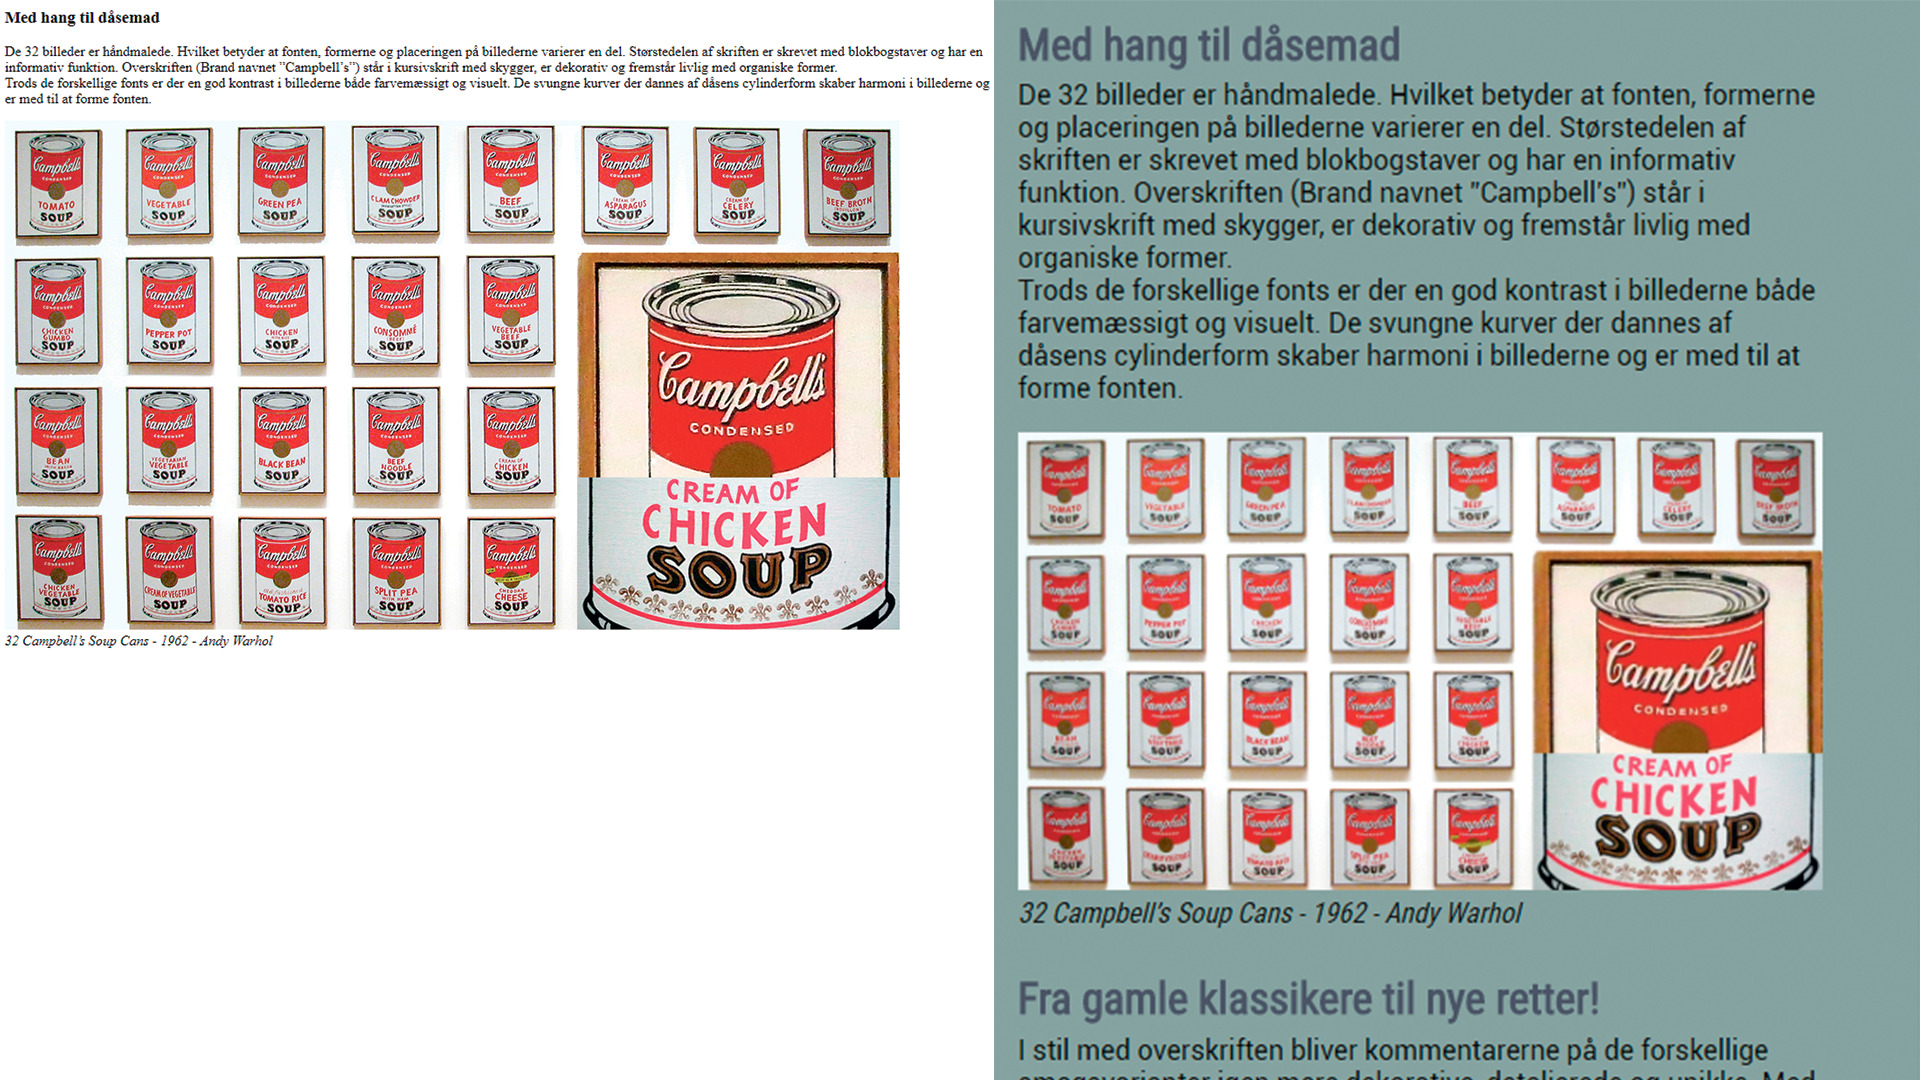 Med hang til dåsemad
De 32 billeder er håndmalede. Hvilket betyder at fonten, formerne og placeringen på billederne varierer en del. Størstedelen af skriften er skrevet med blokbogstaver og har en
informativ funktion. Overskriften (Brand navnet "Campbell's") står i kursivskrift med skygger, er dekorativ og fremstår livlig med organiske former.
Trods de forskellige fonts er der en god kontrast i billederne både farvemæssigt og visuelt. De svungne kurver der dannes af dåsens cylinderform skaber harmoni i billederne og
er med til at forme fonten.
Campbell's CONDENSED TOMATO SOUP
Campbell's CONDENSED VEGETABLE SOUP
Campbell's CONDENSED GREEN PEA SOUP
Campbell's CONDENSED CLAM CHOWDER SOUP
Campbell's CONDENSED BEEF SOUP
Campbell's CONDENSED CREAM OF ASPARAGUS SOUP
Campbell's CONDENSED CREAM OF CELERY SOUP
Campbell's CONDENSED BEEF BROTH SOUP
Campbell's CONDENSED CHICKEN GUMBO SOUP
Campbell's CONDENSED PEPPER POT SOUP
Campbell's CONDENSED CHICKEN SOUP
Campbell's CONDENSED CONSOMMÉ SOUP
Campbell's CONDENSED VEGETABLE BEEF SOUP
Campbell's CONDENSED BEAN SOUP
Campbell's CONDENSED VEGETARIAN VEGETABLE SOUP
Campbell's CONDENSED BLACK BEAN SOUP
Campbell's CONDENSED BEEF NOODLE SOUP
Campbell's CONDENSED CREAM OF CHICKEN SOUP
Campbell's CONDENSED CHICKEN VEGETABLE SOUP
Campbell's CONDENSED CREAM OF VEGETABLE SOUP
Campbell's CONDENSED TOMATO RICE SOUP
Campbell's CONDENSED SPLIT PEA SOUP
Campbell's CHEDDAR CHEESE SOUP
Campbell's
CONDENSED
CREAM OF
CHICKEN
SOUP
32 Campbell's Soup Cans - 1962 - Andy Warhol
Med hang til dåsemad
De 32 billeder er håndmalede. Hvilket betyder at fonten, formerne
og placeringen på billederne varierer en del. Størstedelen af
skriften er skrevet med blokbogstaver og har en informativ
funktion. Overskriften (Brand navnet "Campbell's") står i
kursivskrift med skygger, er dekorativ og fremstår livlig med
organiske former.
Trods de forskellige fonts er der en god kontrast i billederne både
farvemæssigt og visuelt. De svungne kurver der dannes af
dåsens cylinderform skaber harmoni i billederne og er med til at
forme fonten.
Campbell's
CONDENSED
CREAM OF
CHICKEN
SOUP
32 Campbell's Soup Cans - 1962 - Andy Warhol
Fra gamle klassikere til nye retter!
I stil med overskriften bliver kommentarerne på de forskellige